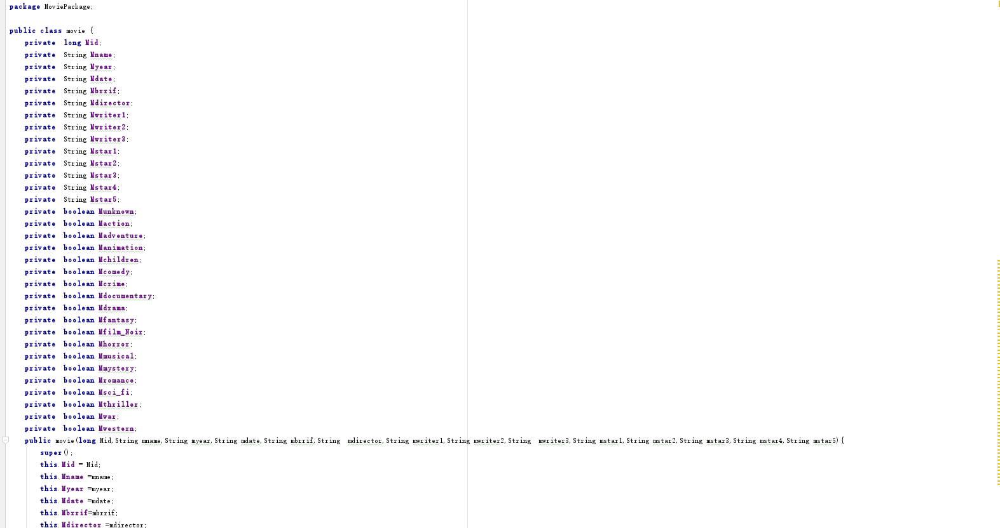 package MoviePackage;
public class movie {
private long Mid;
private String Mname;
private String Myear;
private String Mdate;
private String Mbrrif;
private String Mdirector;
private String Mwriter1;
private String Mwriter2;
private String Mwriter3;
private String Mstar1;
private String Mstar2;
private String Mstar3;
private String Mstar4;
private String Mstar5;
private boolean Munknown;
private boolean Maction;
private boolean Madventure;
private boolean Manimation;
private boolean Mchildren;
private boolean Mcomedy;
private boolean Mcrime;
private boolean Mdocumentary;
private boolean Mdrama;
private boolean Mfantasy;
private boolean Mfilm_Noir;
private boolean Mhorror;
private boolean Mmusical;
private boolean Mmystery;
private boolean Mromance;
private boolean Msci_fi;
private boolean Mthriller;
private boolean Mwar;
private boolean Mwestern;
public movie(long Mid,String mname,String myear,String mdate,String mbrrif,String mdirector,String mwriter1,String mwriter2,String mwriter3,String mstar1,String mstar2,String mstar3,String mstar4,String mstar5){
super();
this.Mid = Mid;
this.Mname =mname;
this.Myear =myear;
this.Mdate =mdate;
this.Mbrrif=mbrrif;
this.Mdirector =mdirector;